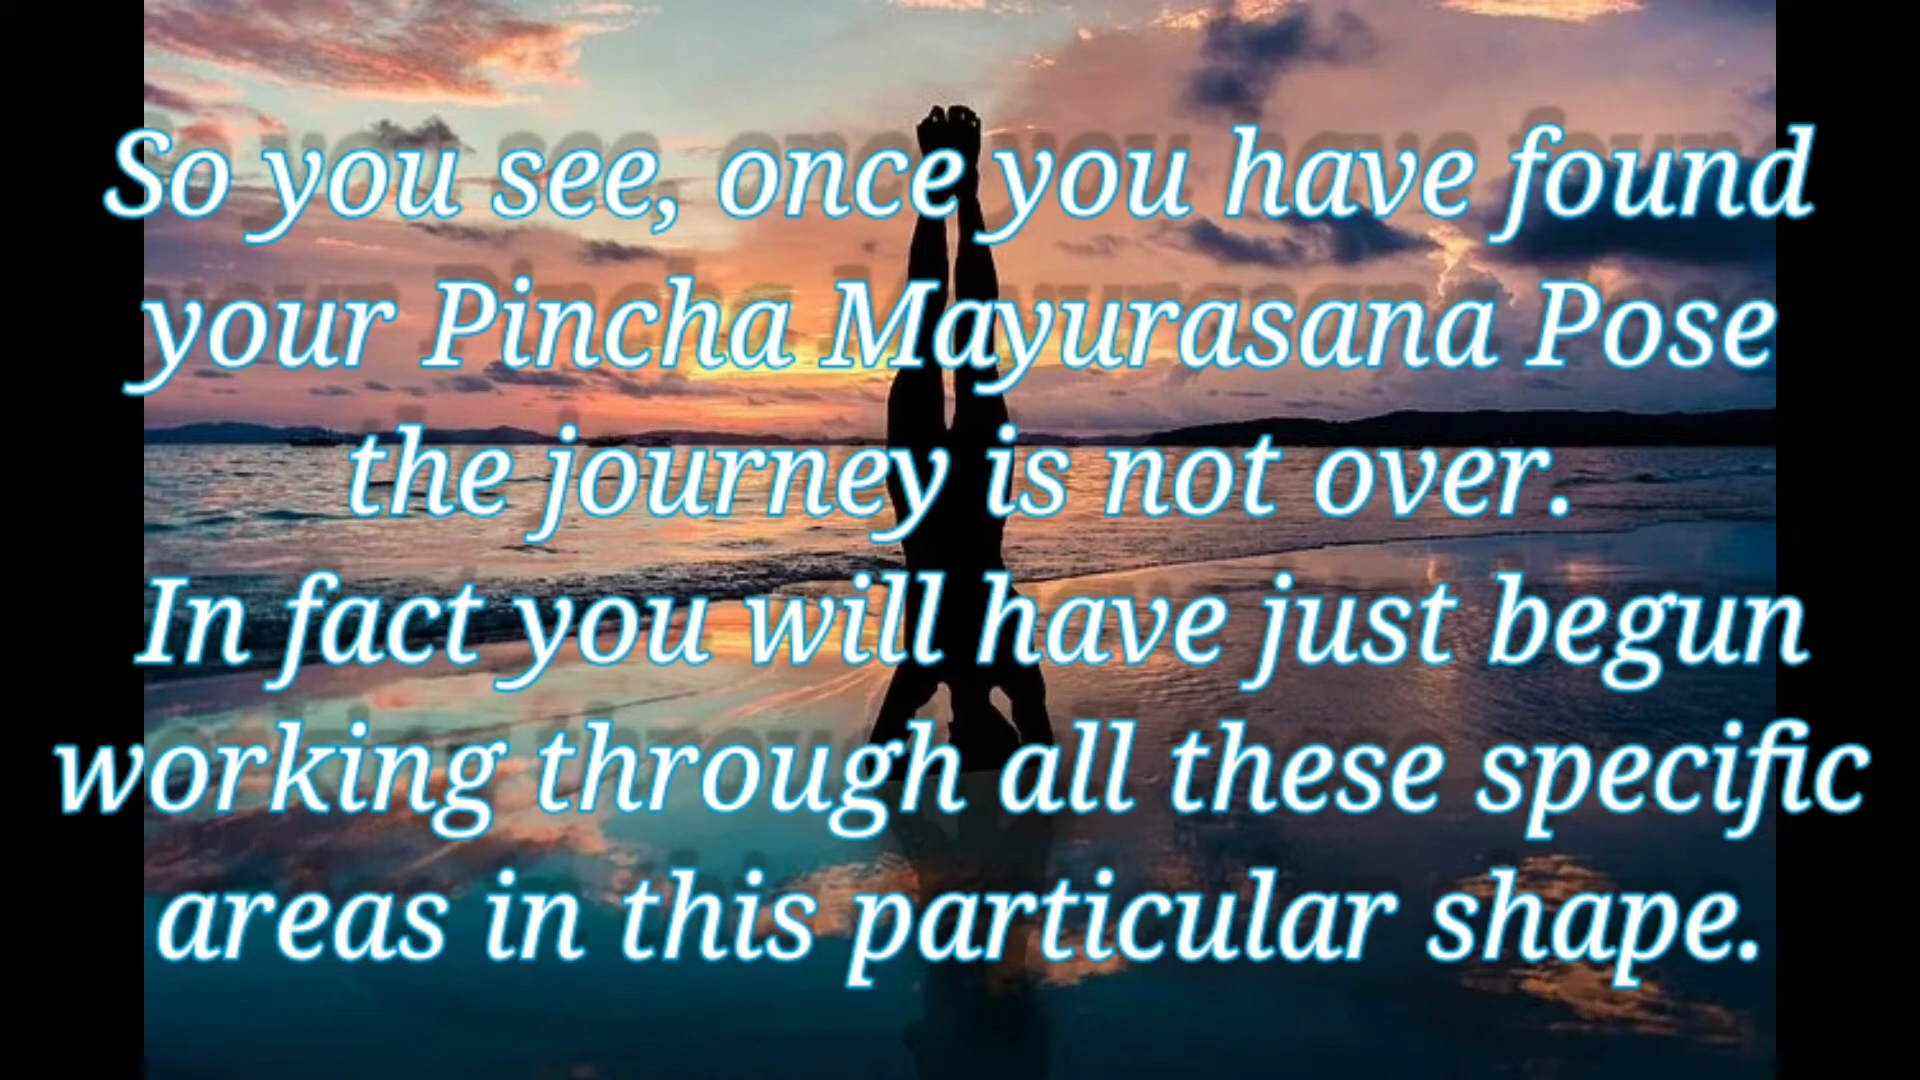 So you see, once you have found
your Pincha Mayurasana Pose
the journey is not over.
In fact you will have just begun
working through all these specific
areas in this particular shape.